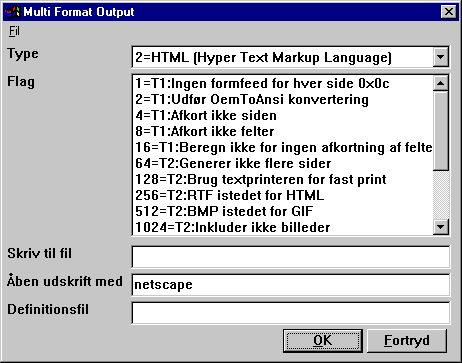 Multi Format Output
Fil
Type
2=HTML (Hyper Text Markup Language)
Flag
1=T1:Ingen formfeed for hver side 0x0c
2=T1:Udfør OemToAnsi konvertering
4=T1:Afkort ikke siden
8=T1:Afkort ikke felter
16=T1:Beregn ikke for ingen afkortning af felte
64=T2:Generer ikke flere sider
128=T2:Brug textprinteren for fast print
256=T2:RTF istedet for HTML
512=T2:BMP istedet for GIF
1024=T2:Inkluder ikke billeder
Skriv til fil
Åben udskrift med
netscape
Definitionsfil
OK
Fortryd